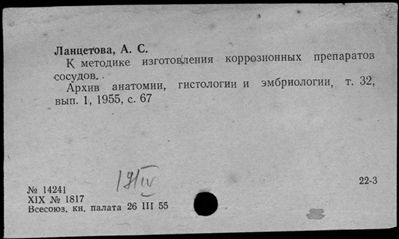 Ланцетова, А. С.
К методике изготовления коррозионных препаратов
сосудов.
Архив анатомии, гистологии и эмбриологии, т. 32,
вып. 1, 1955, с. 67
№ 14241
22-3
XIX № 1817
Всесоюз. кн. палата 26 III 55